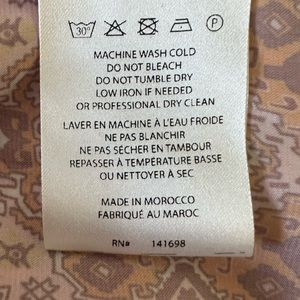 30°
P
MACHINE WASH COLD
DO NOT BLEACH
DO NOT TUMBLE DRY
LOW IRON IF NEEDED
OR PROFESSIONAL DRY CLEAN
LAVER EN MACHINE À L'EAU FROIDE
NE PAS BLANCHIR
NE PAS SÉCHER EN TAMBOUR
REPASSER À TEMPÉRATURE BASSE
OU NETTOYER À SEC
MADE IN MOROCCO
FABRIQUÉ AU MAROC
RN# 141698